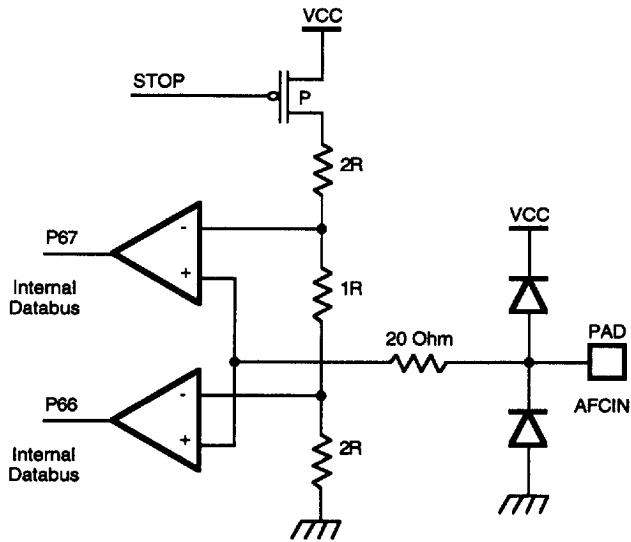 VCC
STOP
P
2R
P67
-
+
Internal
Databus
1R
VCC
20 Ohm
PAD
AFCIN
P66
-
+
Internal
Databus
2R